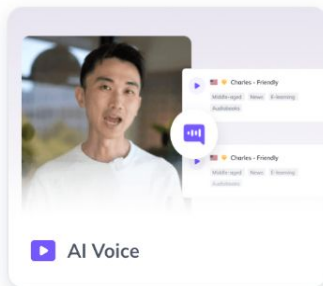 Charles - Friendly
Middle-aged News E-learning
Audiobooks
Charles - Friendly
Middle-aged News E-learning
Audiobooks
AI Voice